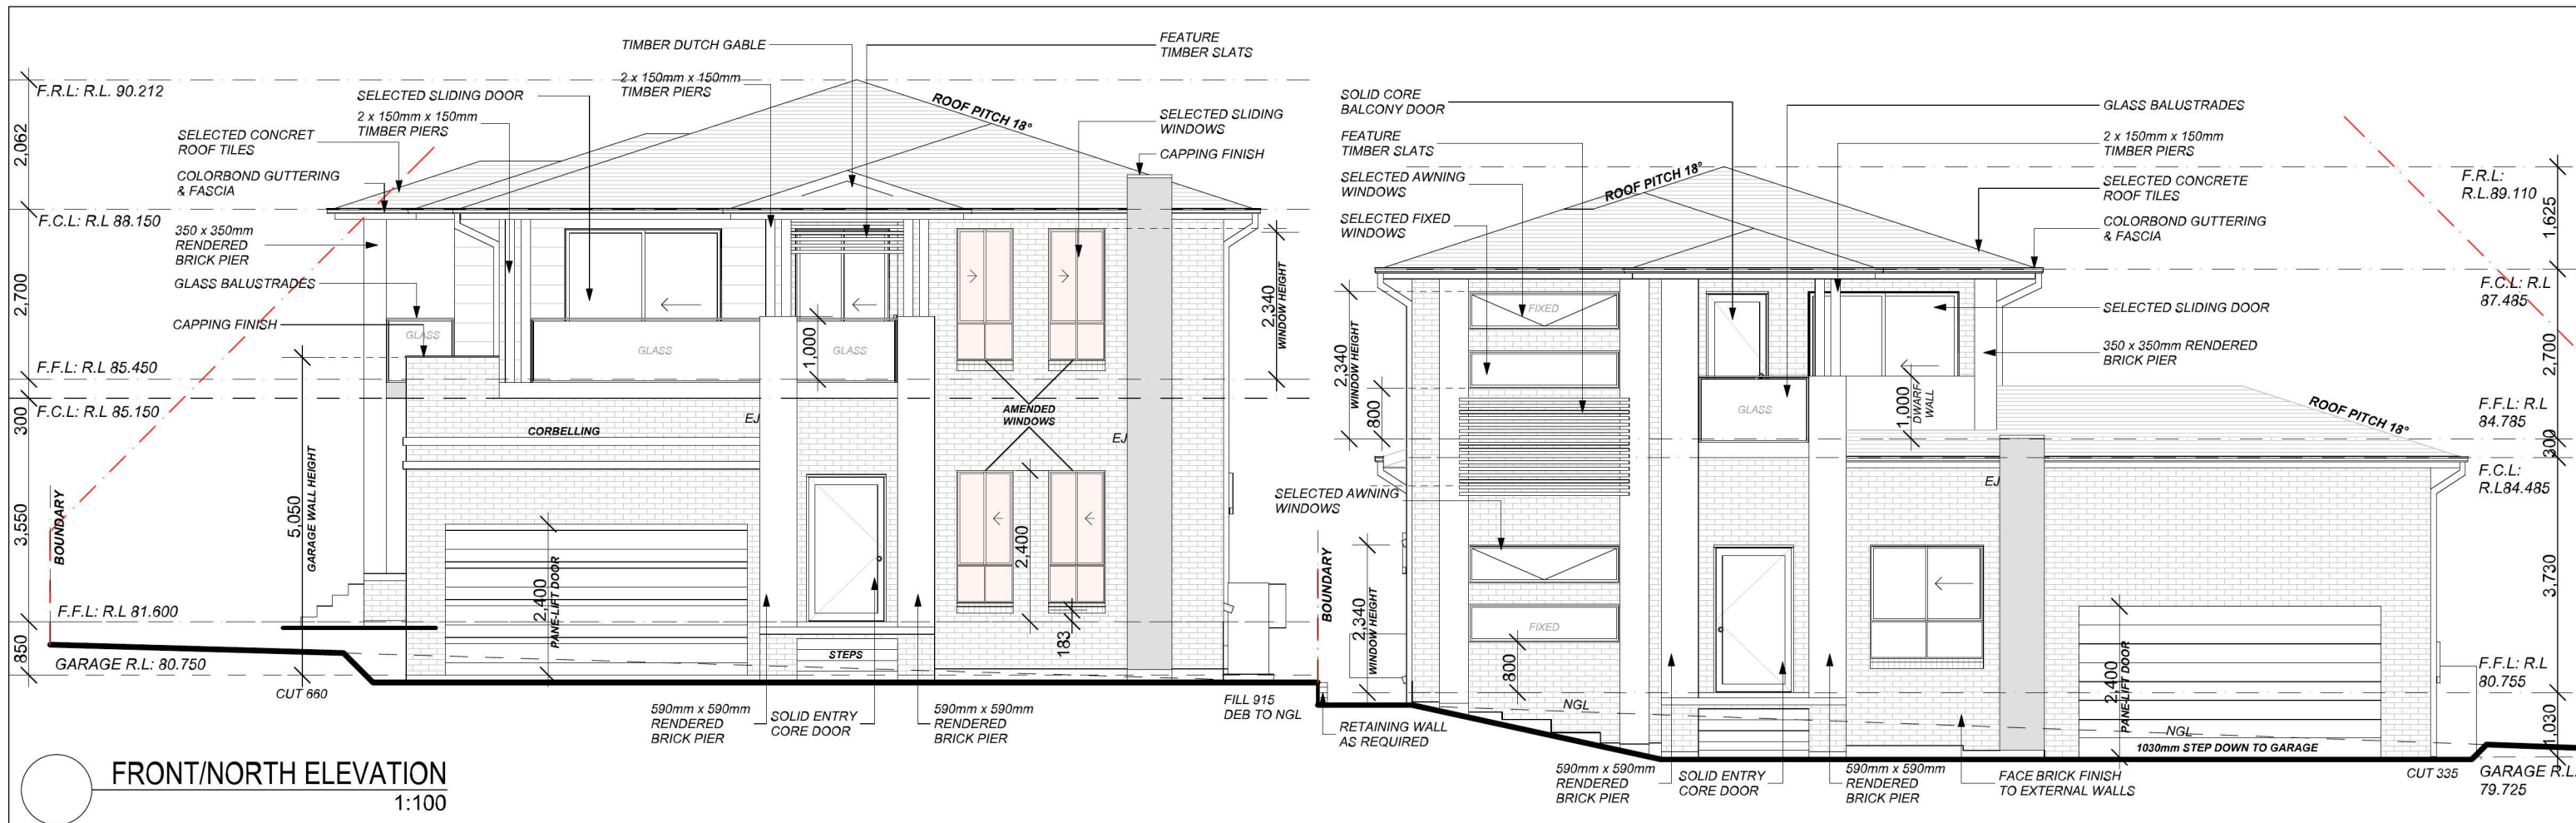 TIMBER DUTCH GABLE
FEATURE
TIMBER SLATS
2 x 150mm x 150mm
TIMBER PIERS
F.R.L: R.L. 90.212
SELECTED SLIDING DOOR
2 x 150mm x 150mm
TIMBER PIERS
ROOF PITCH 18°
SELECTED SLIDING
WINDOWS
2,062
SELECTED CONCRET
ROOF TILES
CAPPING FINISH
COLORBOND GUTTERING
& FASCIA
F.C.L: R.L 88.150
350 x 350mm
RENDERED
BRICK PIER
GLASS BALUSTRADES
2,700
2,340
WINDOW HEIGHT
CAPPING FINISH
GLASS
GLASS
1,000
GLASS
F.F.L: R.L 85.450
300
F.C.L: R.L 85.150
AMENDED
WINDOWS
EJ
CORBELLING
EJ
5,050
GARAGE WALL HEIGHT
3,550
BOUNDARY
2,400
PANE-LIFT DOOR
2,400
F.F.L: R.L 81.600
183
850
GARAGE R.L: 80.750
STEPS
CUT 660
590mm x 590mm
RENDERED
BRICK PIER
SOLID ENTRY
CORE DOOR
590mm x 590mm
RENDERED
BRICK PIER
FILL 915
DEB TO NGL
FRONT/NORTH ELEVATION
1:100
SOLID CORE
BALCONY DOOR
GLASS BALUSTRADES
FEATURE
TIMBER SLATS
2 x 150mm x 150mm
TIMBER PIERS
SELECTED AWNING
WINDOWS
ROOF PITCH 18°
SELECTED CONCRETE
ROOF TILES
F.R.L:
R.L.89.110
SELECTED FIXED
WINDOWS
COLORBOND GUTTERING
& FASCIA
1,625
F.C.L: R.L
87.485
FIXED
SELECTED SLIDING DOOR
2,340
WINDOW HEIGHT
350 x 350mm RENDERED
BRICK PIER
2,700
800
GLASS
1,000
DWARF
WALL
ROOF PITCH 18°
F.F.L: R.L
84.785
300
F.C.L:
R.L84.485
EJ
SELECTED AWNING
WINDOWS
BOUNDARY
2,340
WINDOW HEIGHT
3,730
FIXED
800
2,400
PANE-LIFT DOOR
F.F.L: R.L
80.755
NGL
NGL
1,030
1030mm STEP DOWN TO GARAGE
RETAINING WALL
AS REQUIRED
590mm x 590mm
RENDERED
BRICK PIER
SOLID ENTRY
CORE DOOR
590mm x 590mm
RENDERED
BRICK PIER
FACE BRICK FINISH
TO EXTERNAL WALLS
CUT 335
GARAGE R.L:
79.725